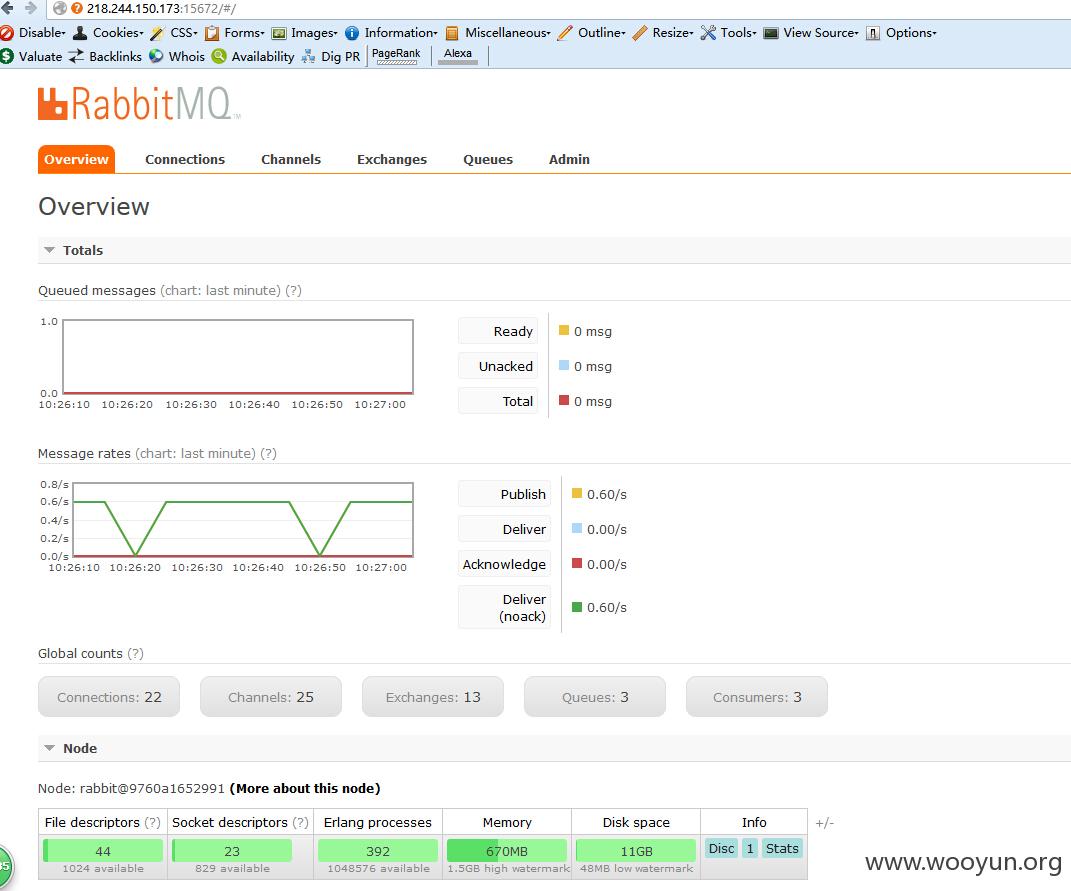 218.244.150.173:15672/#/
Disable Cookies CSS Forms Images Information Miscellaneous Outline Resize Tools View Source Options
Valuate Backlinks Whois Availability Dig PR PageRank Alexa
RabbitMQ™
Overview Connections Channels Exchanges Queues Admin
Overview
Totals
Queued messages (chart: last minute) (?)
1.0
0.0
10:26:10 10:26:20 10:26:30 10:26:40 10:26:50 10:27:00
Ready 0 msg
Unacked 0 msg
Total 0 msg
Message rates (chart: last minute) (?)
0.8/s
0.6/s
0.4/s
0.2/s
0.0/s
10:26:10 10:26:20 10:26:30 10:26:40 10:26:50 10:27:00
Publish 0.60/s
Deliver 0.00/s
Acknowledge 0.00/s
Deliver
(noack) 0.60/s
Global counts (?)
Connections: 22 Channels: 25 Exchanges: 13 Queues: 3 Consumers: 3
Node
Node: rabbit@9760a1652991 (More about this node)
File descriptors (?) Socket descriptors (?) Erlang processes Memory Disk space Info +/-
44 23 392 670MB 11GB Disc 1 Stats
1024 available 829 available 1048576 available 1.5GB high watermark 48MB low watermark
www.wooyun.org